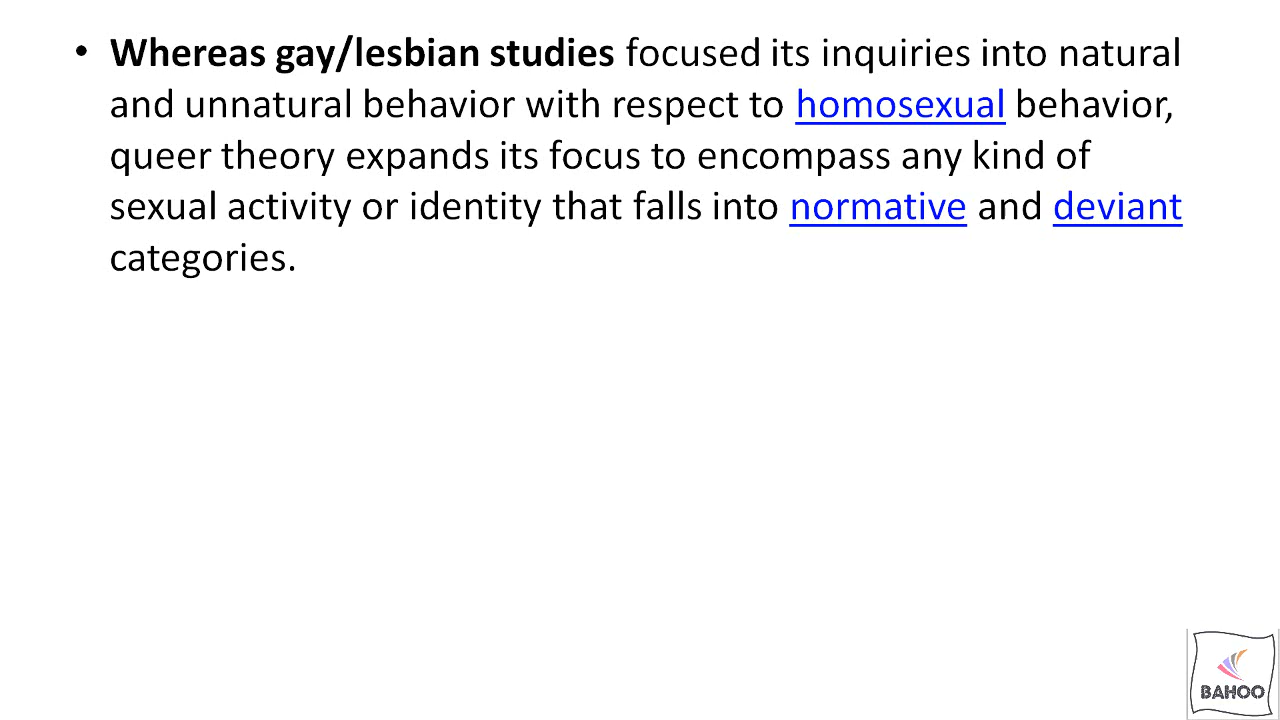 • Whereas gay/lesbian studies focused its inquiries into natural
and unnatural behavior with respect to homosexual behavior,
queer theory expands its focus to encompass any kind of
sexual activity or identity that falls into normative and deviant
categories.
BAHOO